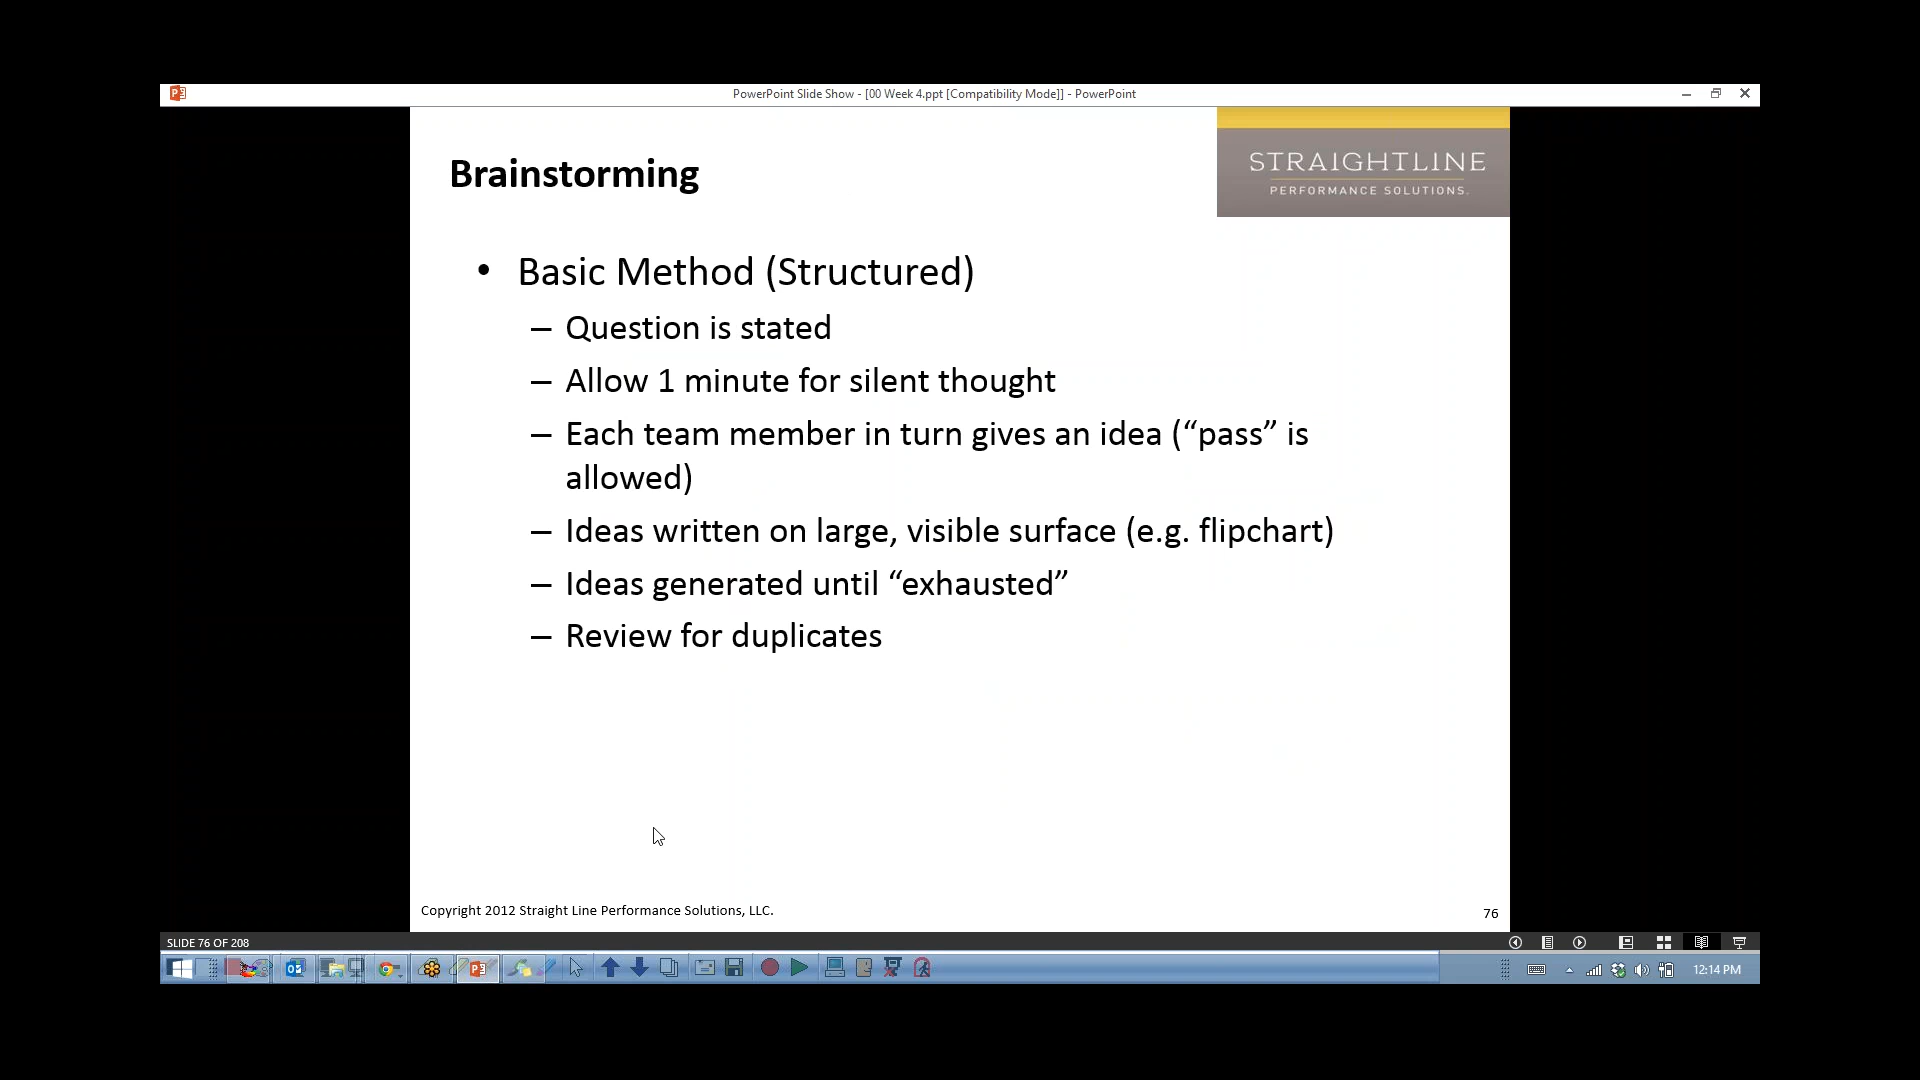 PowerPoint Slide Show - [00 Week 4.ppt [Compatibility Mode]] - PowerPoint
STRAIGHTLINE
PERFORMANCE SOLUTIONS.
Brainstorming
• Basic Method (Structured)
– Question is stated
– Allow 1 minute for silent thought
– Each team member in turn gives an idea (“pass” is
allowed)
– Ideas written on large, visible surface (e.g. flipchart)
– Ideas generated until “exhausted”
– Review for duplicates
Copyright 2012 Straight Line Performance Solutions, LLC.
76
SLIDE 76 OF 208
12:14 PM